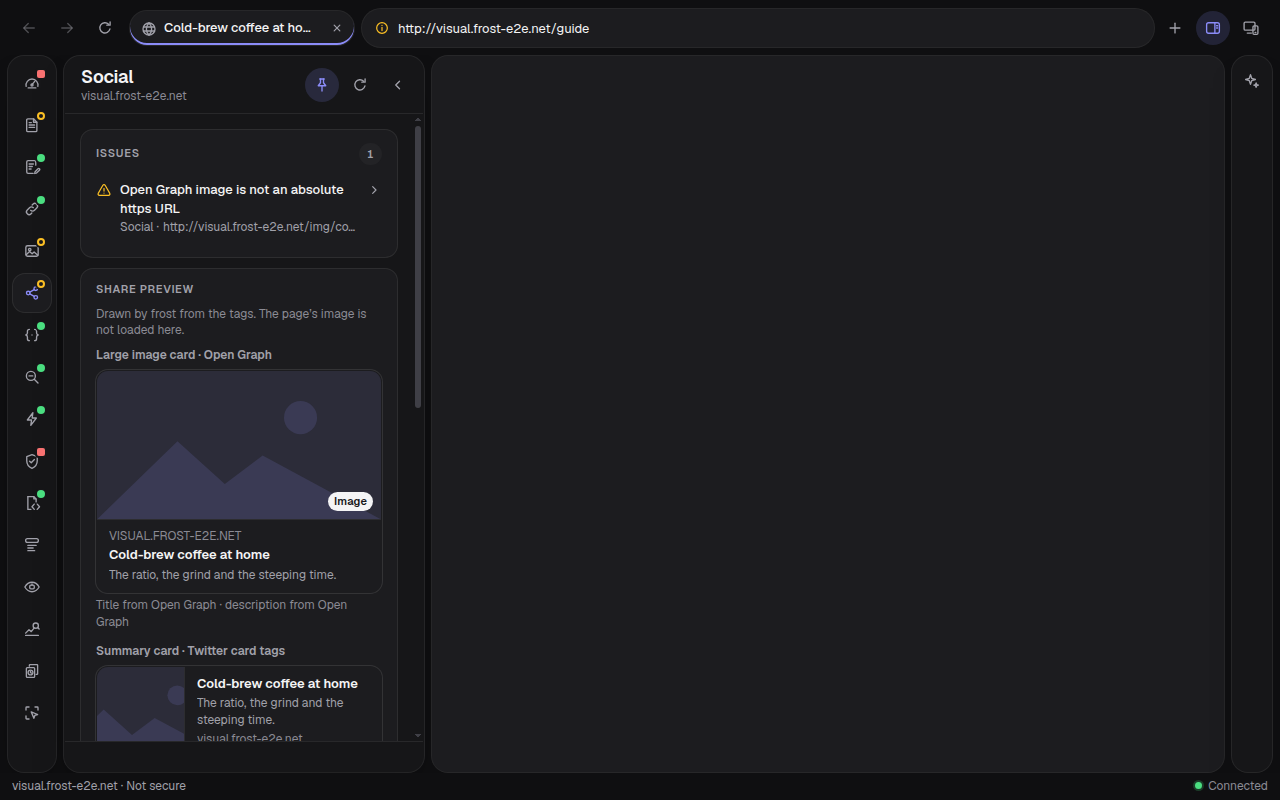 Cold-brew coffee at ho...
http://visual.frost-e2e.net/guide
Social
visual.frost-e2e.net
ISSUES
1
Open Graph image is not an absolute
https URL
Social · http://visual.frost-e2e.net/img/co...
SHARE PREVIEW
Drawn by frost from the tags. The page's image is
not loaded here.
Large image card · Open Graph
Image
VISUAL.FROST-E2E.NET
Cold-brew coffee at home
The ratio, the grind and the steeping time.
Title from Open Graph · description from Open
Graph
Summary card · Twitter card tags
Cold-brew coffee at home
The ratio, the grind and the
steeping time.
visual.frost-e2e.net
visual.frost-e2e.net · Not secure
Connected